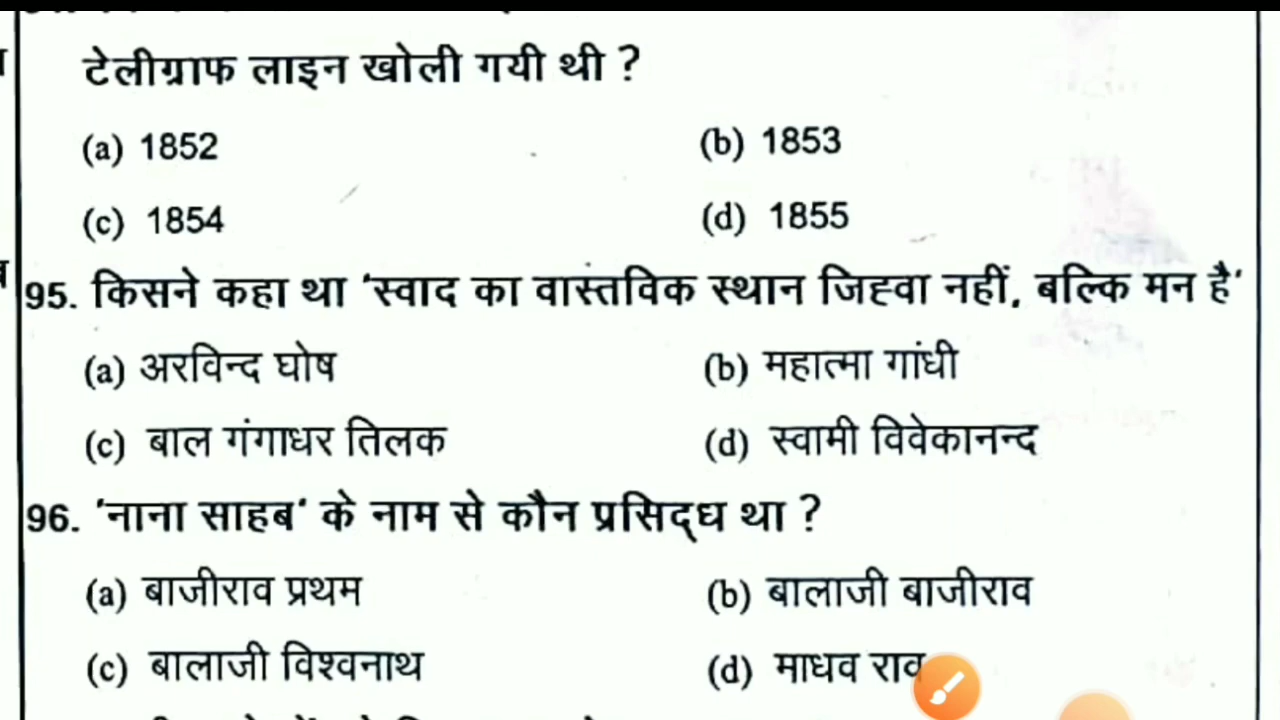 टेलीग्राफ लाइन खोली गयी थी ?
(a) 1852 (b) 1853
(c) 1854 (d) 1855
95. किसने कहा था 'स्वाद का वास्तविक स्थान जिह्वा नहीं, बल्कि मन है'
(a) अरविन्द घोष (b) महात्मा गांधी
(c) बाल गंगाधर तिलक (d) स्वामी विवेकानन्द
96. 'नाना साहब' के नाम से कौन प्रसिद्ध था ?
(a) बाजीराव प्रथम (b) बालाजी बाजीराव
(c) बालाजी विश्वनाथ (d) माधव राव